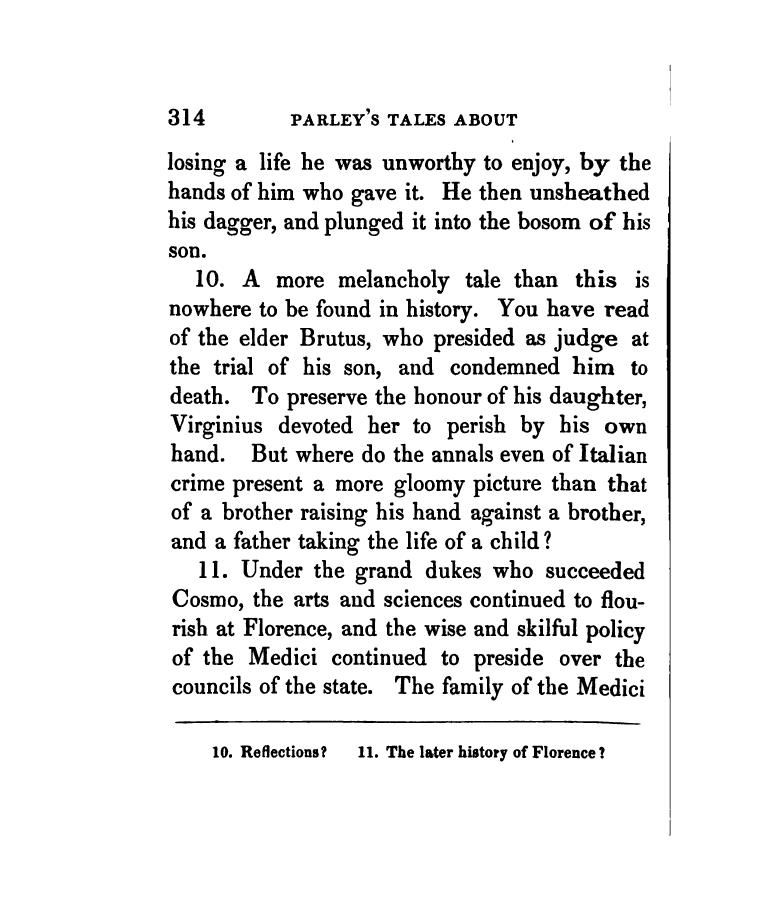 314 PARLEY'S TALES ABOUT
losing a life he was unworthy to enjoy, by the
hands of him who gave it. He then unsheathed
his dagger, and plunged it into the bosom of his
son.
10. A more melancholy tale than this is
nowhere to be found in history. You have read
of the elder Brutus, who presided as judge at
the trial of his son, and condemned him to
death. To preserve the honour of his daughter,
Virginius devoted her to perish by his own
hand. But where do the annals even of Italian
crime present a more gloomy picture than that
of a brother raising his hand against a brother,
and a father taking the life of a child?
11. Under the grand dukes who succeeded
Cosmo, the arts and sciences continued to flou-
rish at Florence, and the wise and skilful policy
of the Medici continued to preside over the
councils of the state. The family of the Medici
10. Reflections? 11. The later history of Florence?